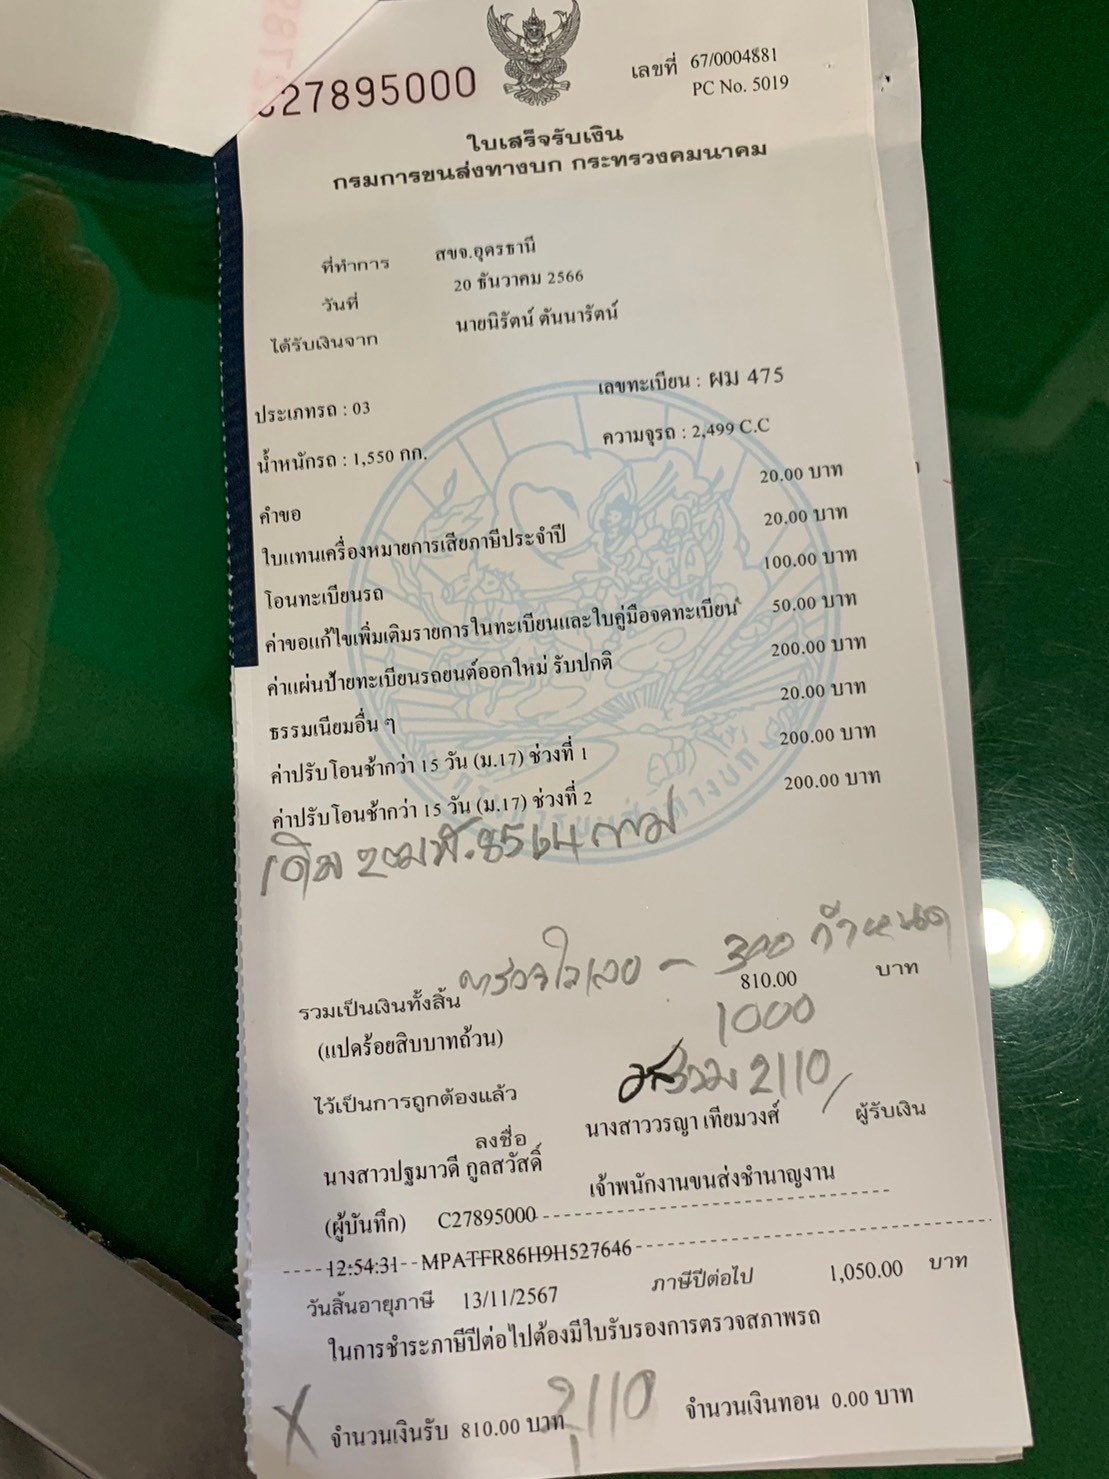 27895000
เลขที่ 67/0004881
PC No. 5019
ใบเสร็จรับเงิน
กรมการขนส่งทางบก กระทรวงคมนาคม
ที่ทำการ สขจ.อุดรธานี
วันที่ 20 ธันวาคม 2566
ได้รับเงินจาก นายนิรัตน์ ตันนารัตน์
ประเภทรถ : 03 เลขทะเบียน : ผม 475
น้ำหนักรถ : 1,550 กก. ความจุรถ : 2,499 C.C
คำขอ 20.00 บาท
ใบแทนเครื่องหมายการเสียภาษีประจำปี 20.00 บาท
โอนทะเบียนรถ 100.00 บาท
ค่าขอแก้ไขเพิ่มเติมรายการในทะเบียนและใบคู่มือจดทะเบียน 50.00 บาท
ค่าแผ่นป้ายทะเบียนรถยนต์ออกใหม่ รับปกติ 200.00 บาท
ธรรมเนียมอื่น ๆ 20.00 บาท
ค่าปรับโอนช้ากว่า 15 วัน (ม.17) ช่วงที่ 1 200.00 บาท
ค่าปรับโอนช้ากว่า 15 วัน (ม.17) ช่วงที่ 2 200.00 บาท
เดิม
300
รวมเป็นเงินทั้งสิ้น 810.00 บาท
(แปดร้อยสิบบาทถ้วน) 1000
ไว้เป็นการถูกต้องแล้ว รวม 2110
ลงชื่อ นางสาววรญา เทียมวงศ์ ผู้รับเงิน
นางสาวปฐมาวดี กูลสวัสดิ์
เจ้าพนักงานขนส่งชำนาญงาน
(ผู้บันทึก) C27895000
12:54:31--MPATFR86H9H527646
วันสิ้นอายุภาษี 13/11/2567 ภาษีปีต่อไป 1,050.00 บาท
ในการชำระภาษีปีต่อไปต้องมีใบรับรองการตรวจสภาพรถ
X จำนวนเงินรับ 810.00 บาท 2110 จำนวนเงินทอน 0.00 บาท